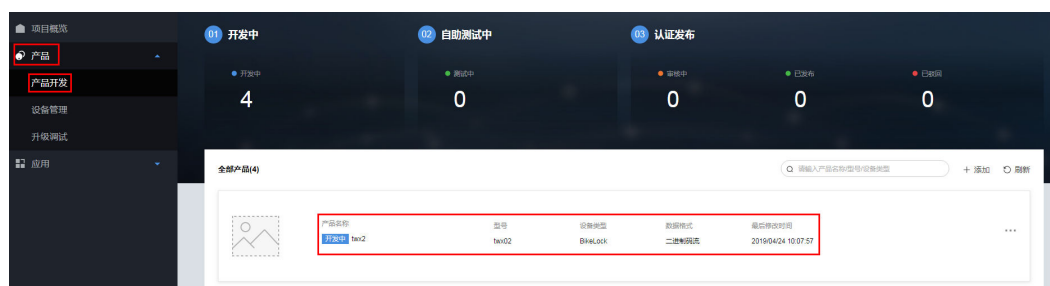 项目概览
产品
产品开发
设备管理
升级调试
应用
01 开发中
02 自助测试中
03 认证发布
开发中
测试中
审核中
已发布
已驳回
4
0
0
0
0
全部产品(4)
请输入产品名称/型号/设备类型
+ 添加
刷新
产品名称
型号
设备类型
数据格式
最后修改时间
开发中 twx2
twx02
BikeLock
二进制码流
2019/04/24 10:07:57